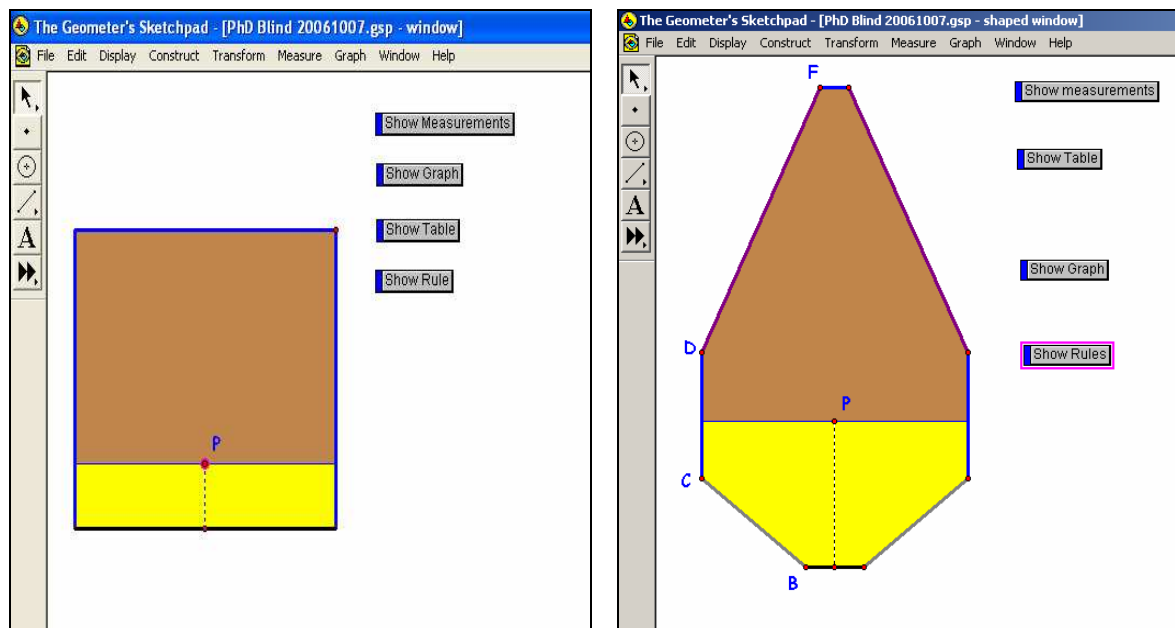 The Geometer's Sketchpad - [PhD Blind 20061007.gsp - window]
File Edit Display Construct Transform Measure Graph Window Help
A
Show Measurements
Show Graph
Show Table
Show Rule
P
The Geometer's Sketchpad - [PhD Blind 20061007.gsp - shaped window]
File Edit Display Construct Transform Measure Graph Window Help
A
F
Show measurements
Show Table
Show Graph
Show Rules
D
P
C
B